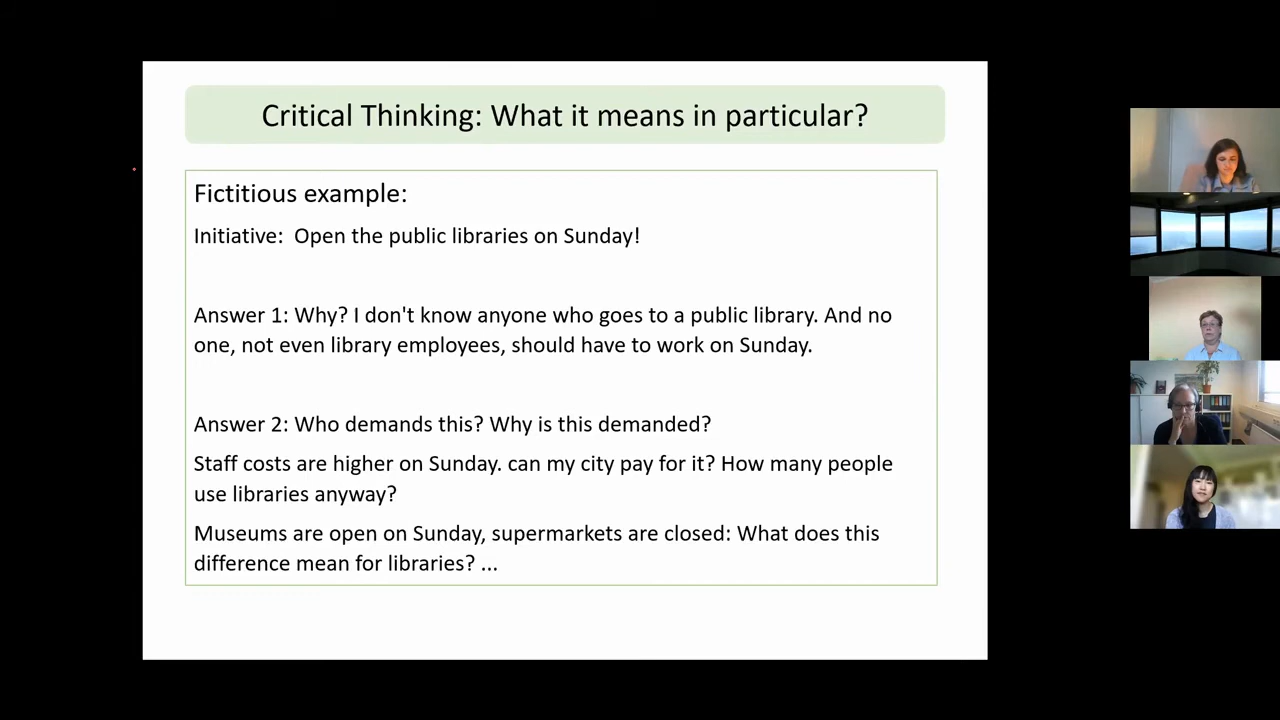 Critical Thinking: What it means in particular?
Fictitious example:
Initiative:  Open the public libraries on Sunday!
Answer 1: Why? I don't know anyone who goes to a public library. And no
one, not even library employees, should have to work on Sunday.
Answer 2: Who demands this? Why is this demanded?
Staff costs are higher on Sunday. can my city pay for it? How many people
use libraries anyway?
Museums are open on Sunday, supermarkets are closed: What does this
difference mean for libraries? ...